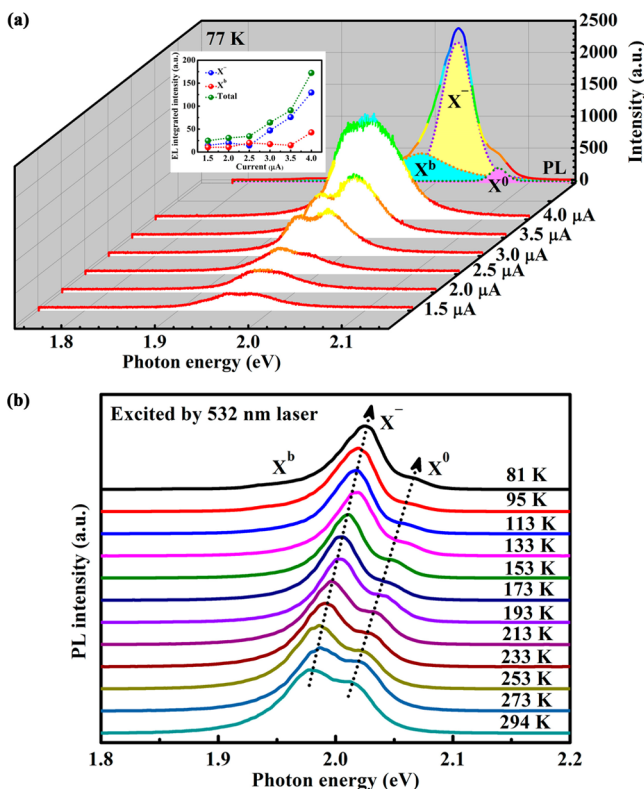 (a)
77 K
EL integrated intensity (a.u.)
200
150
100
50
0
X⁻
Xᵇ
Total
1.5 2.0 2.5 3.0 3.5 4.0
Current (μA)
2500
2000
1500
1000
500
0
Intensity (a.u.)
X⁻
Xᵇ
X⁰
PL
4.0 μA
3.5 μA
3.0 μA
2.5 μA
2.0 μA
1.5 μA
1.8 1.9 2.0 2.1
Photon energy (eV)
(b)
Excited by 532 nm laser
Xᵇ
X⁻
X⁰
81 K
95 K
113 K
133 K
153 K
173 K
193 K
213 K
233 K
253 K
273 K
294 K
PL intensity (a.u.)
1.8 1.9 2.0 2.1 2.2
Photon energy (eV)